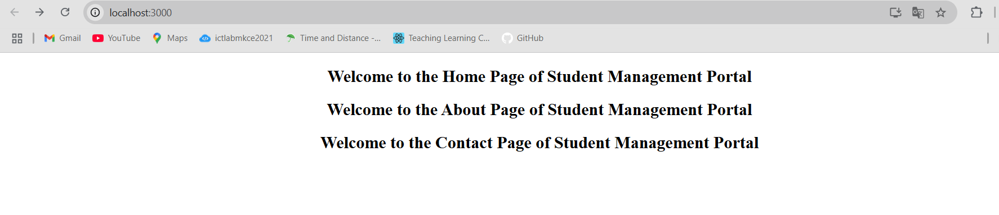 localhost:3000
Gmail YouTube Maps ictlabmkce2021 Time and Distance -... Teaching Learning C... GitHub
Welcome to the Home Page of Student Management Portal
Welcome to the About Page of Student Management Portal
Welcome to the Contact Page of Student Management Portal